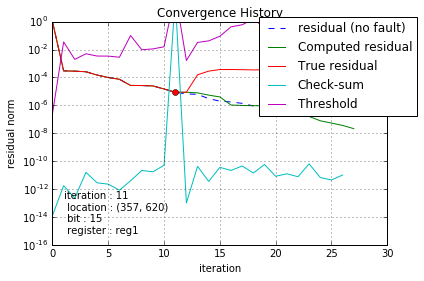 Convergence History
residual (no fault)
Computed residual
True residual
Check-sum
Threshold
10^0
10^-2
10^-4
10^-6
10^-8
10^-10
10^-12
10^-14
10^-16
residual norm
iteration : 11
location : (357, 620)
bit : 15
register : reg1
0 5 10 15 20 25 30
iteration